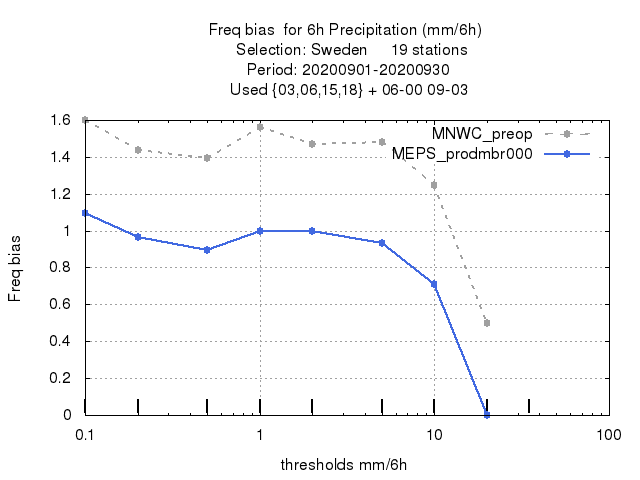 Freq bias  for 6h Precipitation (mm/6h)
Selection: Sweden     19 stations
Period: 20200901-20200930
Used {03,06,15,18} + 06-00 09-03
MNWC_preop
MEPS_prodmbr000
Freq bias
1.6
1.4
1.2
1
0.8
0.6
0.4
0.2
0
0.1 1 10 100
thresholds mm/6h